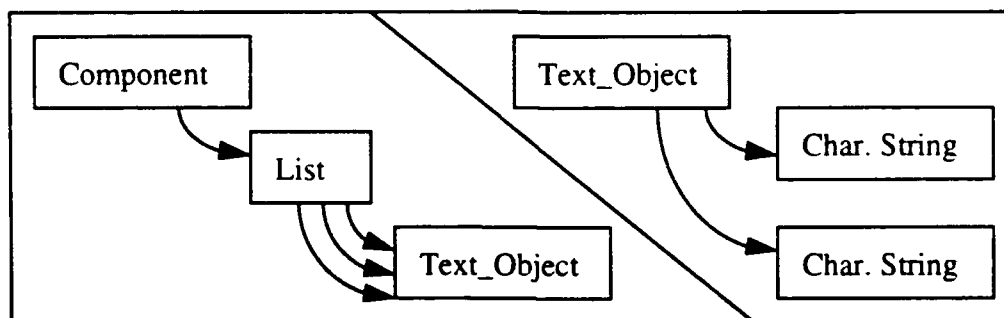 Component
List
Text_Object
Text_Object
Char. String
Char. String